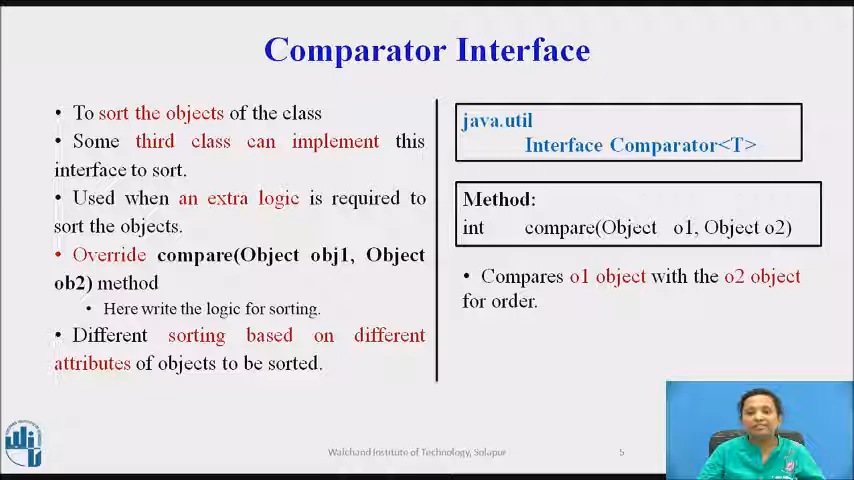 Comparator Interface
• To sort the objects of the class
• Some third class can implement this
interface to sort.
• Used when an extra logic is required to
sort the objects.
• Override compare(Object obj1, Object
ob2) method
• Here write the logic for sorting.
• Different sorting based on different
attributes of objects to be sorted.
java.util
Interface Comparator<T>
Method:
int compare(Object o1, Object o2)
• Compares o1 object with the o2 object
for order.
Walchand Institute of Technology, Solapur
5